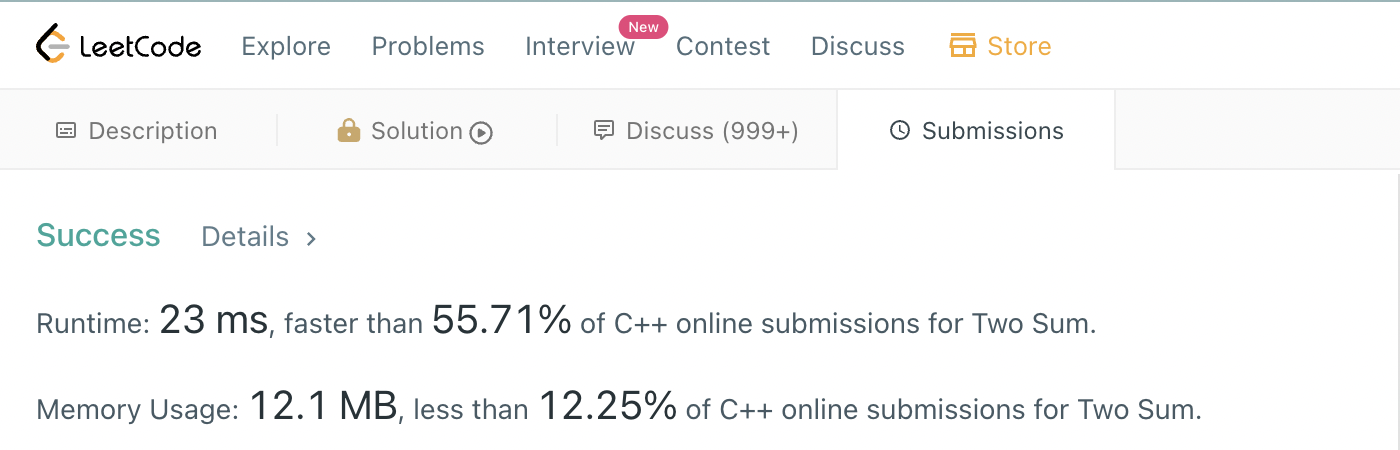 LeetCode Explore Problems Interview New Contest Discuss Store
Description Solution Discuss (999+) Submissions
Success Details >
Runtime: 23 ms, faster than 55.71% of C++ online submissions for Two Sum.
Memory Usage: 12.1 MB, less than 12.25% of C++ online submissions for Two Sum.